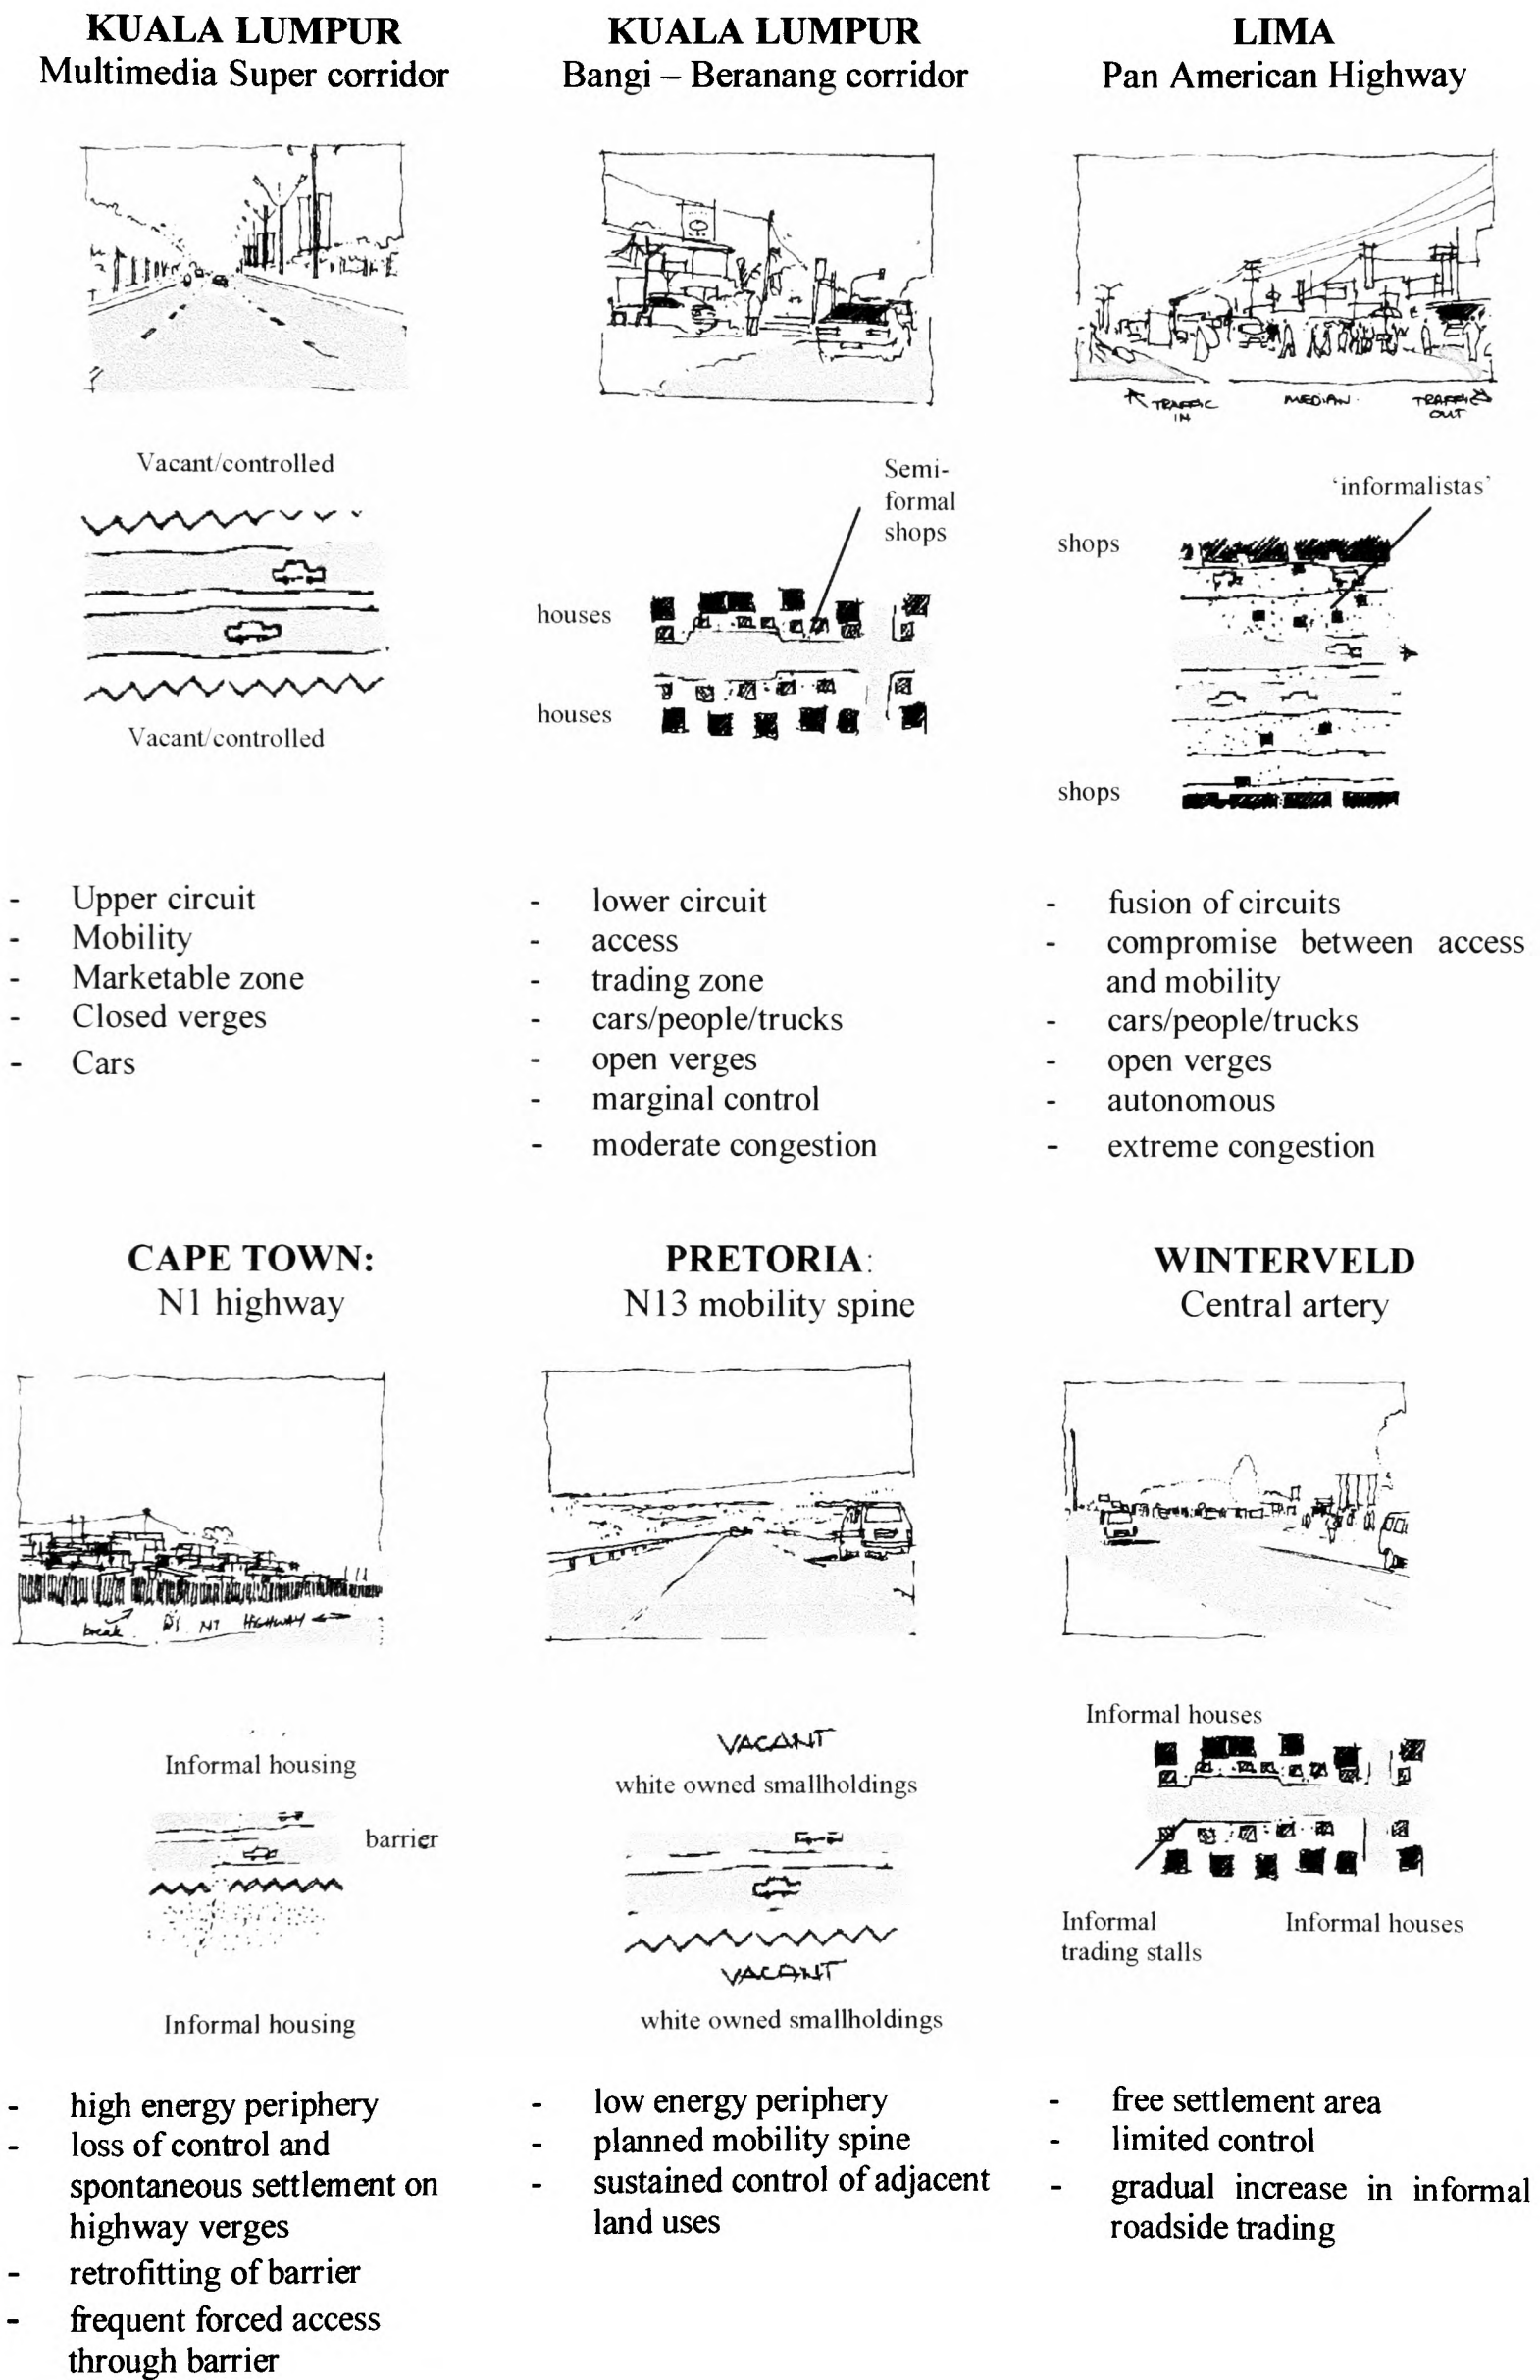 KUALA LUMPUR
Multimedia Super corridor
Vacant/controlled
Vacant/controlled
- Upper circuit
- Mobility
- Marketable zone
- Closed verges
- Cars
KUALA LUMPUR
Bangi – Beranang corridor
Semi-
formal
shops
houses
houses
- lower circuit
- access
- trading zone
- cars/people/trucks
- open verges
- marginal control
- moderate congestion
LIMA
Pan American Highway
TRAFFIC
IN
MEDIAN
TRAFFIC
OUT
'informalistas'
shops
shops
- fusion of circuits
- compromise between access
and mobility
- cars/people/trucks
- open verges
- autonomous
- extreme congestion
CAPE TOWN:
N1 highway
break
N1 HIGHWAY
Informal housing
barrier
Informal housing
- high energy periphery
- loss of control and
spontaneous settlement on
highway verges
- retrofitting of barrier
- frequent forced access
through barrier
PRETORIA:
N13 mobility spine
VACANT
white owned smallholdings
VACANT
white owned smallholdings
- low energy periphery
- planned mobility spine
- sustained control of adjacent
land uses
WINTERVELD
Central artery
Informal houses
Informal
trading stalls
Informal houses
- free settlement area
- limited control
- gradual increase in informal
roadside trading